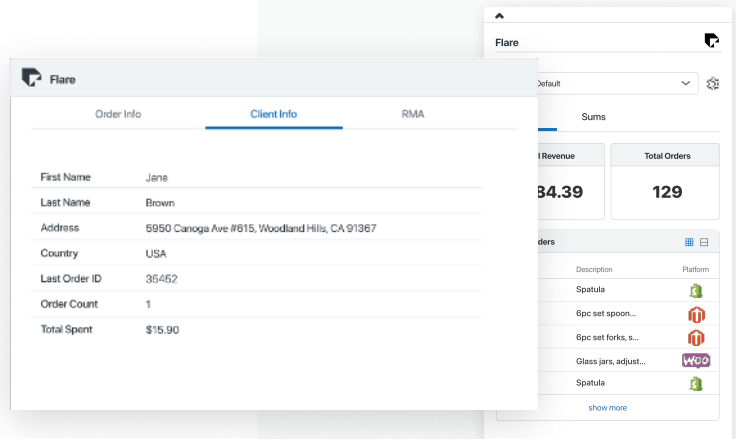 Flare
Order Info
Client Info
RMA
First Name
Jane
Last Name
Brown
Address
5950 Canoga Ave #615, Woodland Hills, CA 91367
Country
USA
Last Order ID
35452
Order Count
1
Total Spent
$15.90
Flare
Default
Sums
Revenue
Total Orders
34.39
129
ders
Description
Platform
Spatula
6pc set spoon...
6pc set forks, s...
Glass jars, adjust...
WOO
Spatula
show more